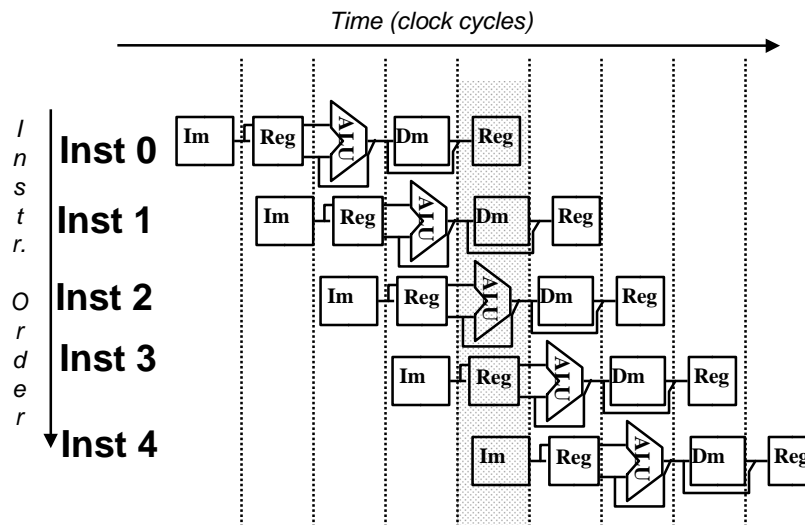 Time (clock cycles)
Instr. Order
Inst 0
Im Reg ALU Dm Reg
Inst 1
Im Reg ALU Dm Reg
Inst 2
Im Reg ALU Dm Reg
Inst 3
Im Reg ALU Dm Reg
Inst 4
Im Reg ALU Dm Reg